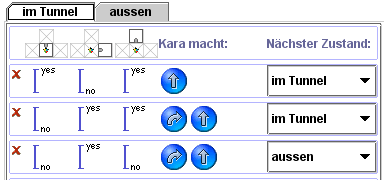 im Tunnel aussen
Kara macht: Nächster Zustand:
yes no yes im Tunnel
no yes yes im Tunnel
no yes no aussen